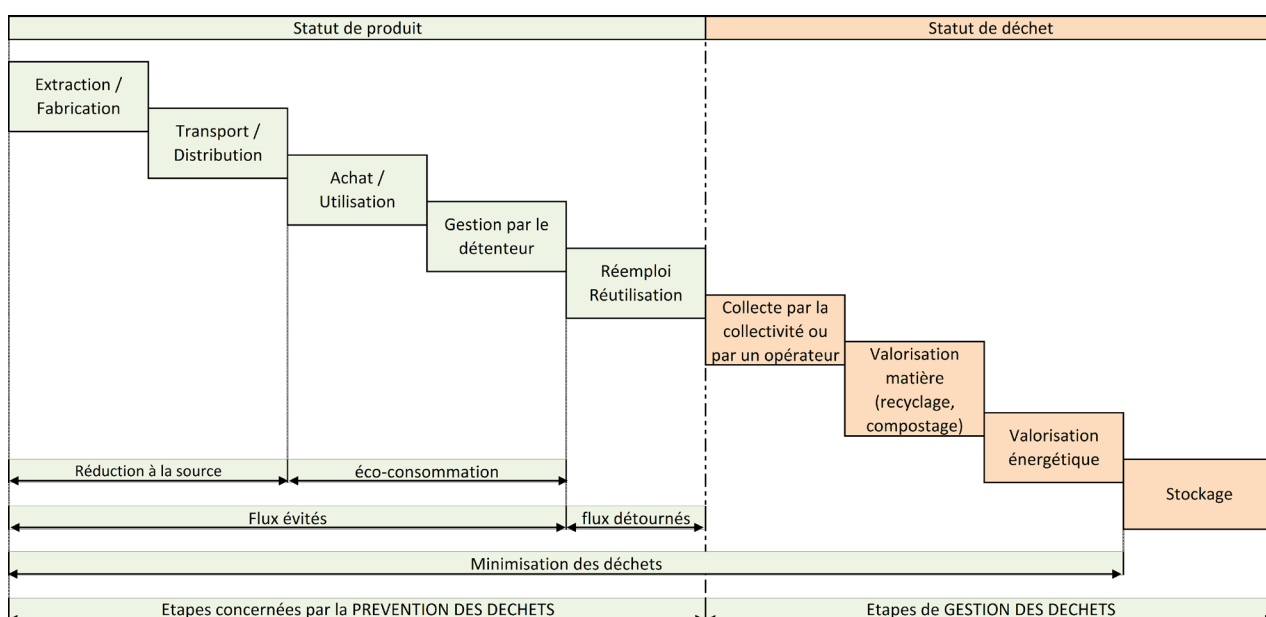 Statut de produit
Statut de déchet
Extraction /
Fabrication
Transport /
Distribution
Achat /
Utilisation
Gestion par le
détenteur
Réemploi
Réutilisation
Collecte par la
collectivité ou
par un opérateur
Valorisation
matière
(recyclage,
compostage)
Valorisation
énergétique
Stockage
Réduction à la source
éco-consommation
Flux évités
flux détournés
Minimisation des déchets
Etapes concernées par la PREVENTION DES DECHETS
Etapes de GESTION DES DECHETS